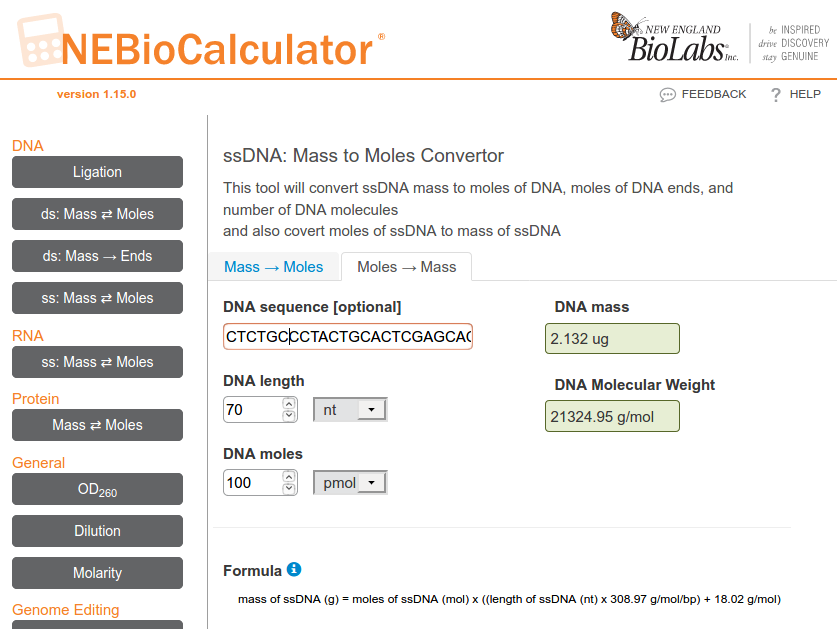 NEBioCalculator®
NEW ENGLAND
BioLabs® Inc.
be INSPIRED
drive DISCOVERY
stay GENUINE
version 1.15.0
FEEDBACK
? HELP
DNA
Ligation
ds: Mass ⇄ Moles
ds: Mass → Ends
ss: Mass ⇄ Moles
RNA
ss: Mass ⇄ Moles
Protein
Mass ⇄ Moles
General
OD260
Dilution
Molarity
Genome Editing
ssDNA: Mass to Moles Convertor
This tool will convert ssDNA mass to moles of DNA, moles of DNA ends, and
number of DNA molecules
and also covert moles of ssDNA to mass of ssDNA
Mass → Moles
Moles → Mass
DNA sequence [optional]
CTCTGCCCTACTGCACTCGAGCAC
DNA length
70
nt
DNA moles
100
pmol
DNA mass
2.132 ug
DNA Molecular Weight
21324.95 g/mol
Formula
mass of ssDNA (g) = moles of ssDNA (mol) x ((length of ssDNA (nt) x 308.97 g/mol/bp) + 18.02 g/mol)